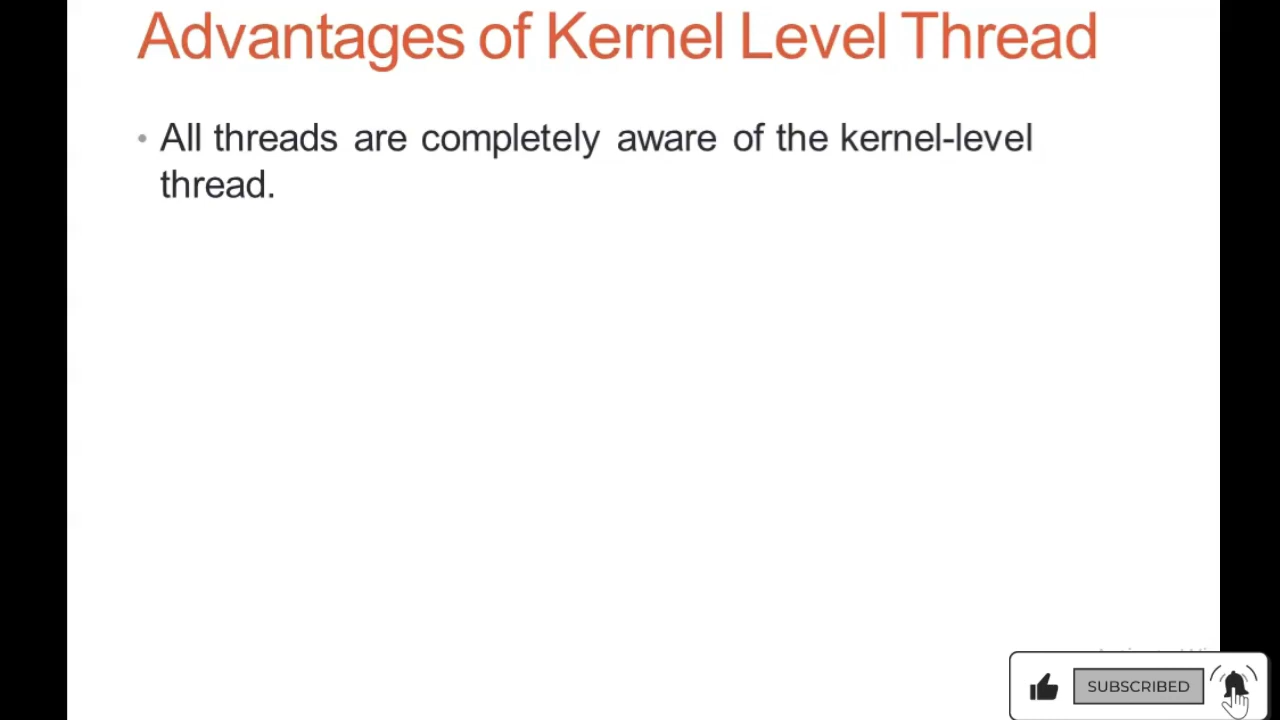 Advantages of Kernel Level Thread
• All threads are completely aware of the kernel-level
thread.
SUBSCRIBED